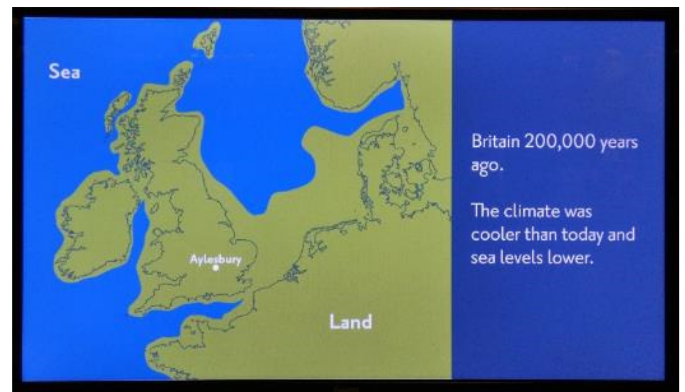 Sea
Aylesbury
Land
Britain 200,000 years
ago.
The climate was
cooler than today and
sea levels lower.